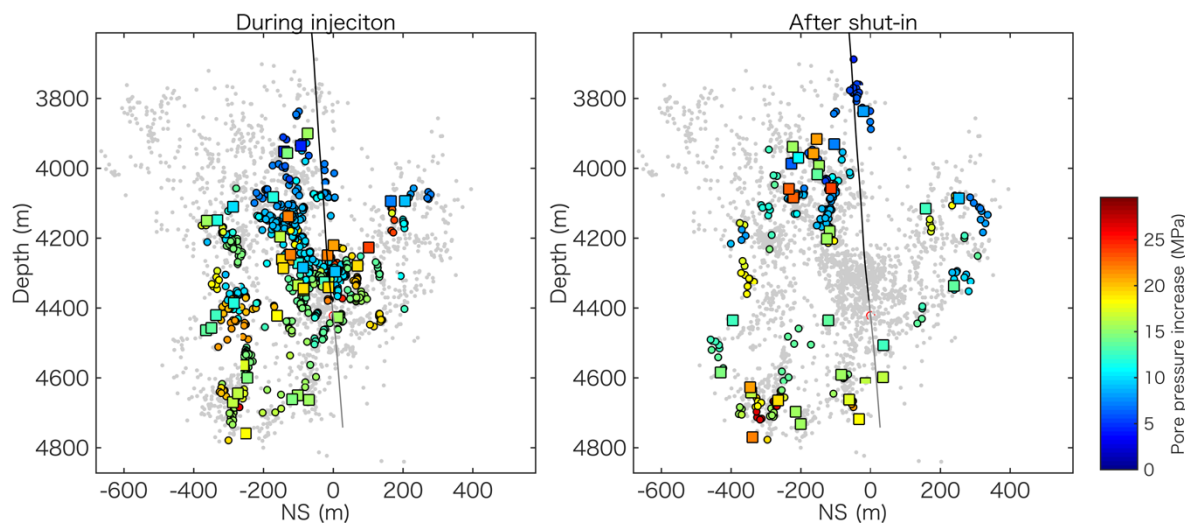 During injeciton
After shut-in
3800
4000
4200
4400
4600
4800
Depth (m)
-600 -400 -200 0 200 400
NS (m)
3800
4000
4200
4400
4600
4800
Depth (m)
-600 -400 -200 0 200 400
NS (m)
25
20
15
10
5
0
Pore pressure increase (MPa)